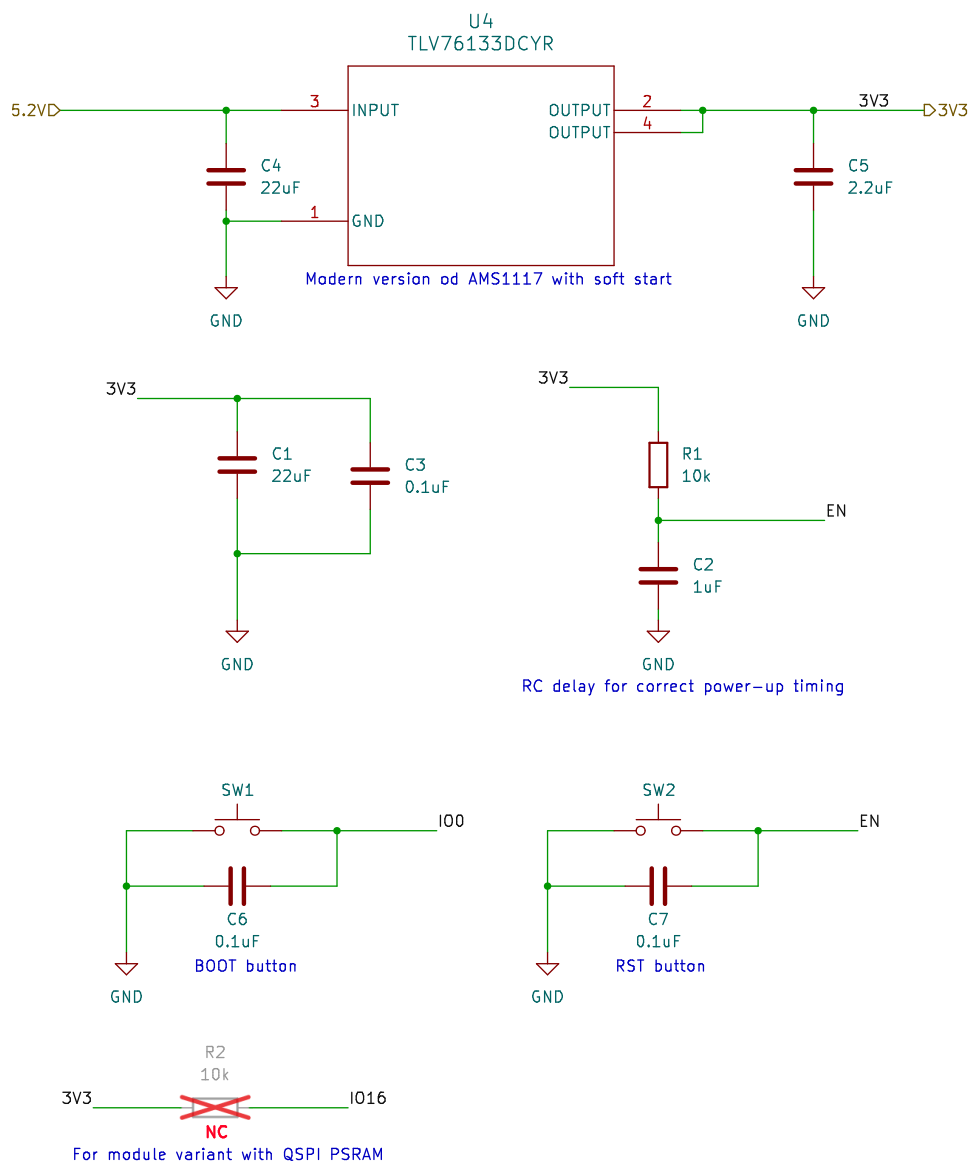 U4
TLV76133DCYR
5.2V
3
INPUT
OUTPUT
2
3V3
3V3
OUTPUT
4
C4
22uF
C5
2.2uF
1
GND
Modern version od AMS1117 with soft start
GND
GND
3V3
3V3
C1
22uF
C3
0.1uF
R1
10k
EN
C2
1uF
GND
GND
RC delay for correct power-up timing
SW1
SW2
IO0
EN
C6
0.1uF
C7
0.1uF
BOOT button
RST button
GND
GND
R2
10k
3V3
IO16
NC
For module variant with QSPI PSRAM